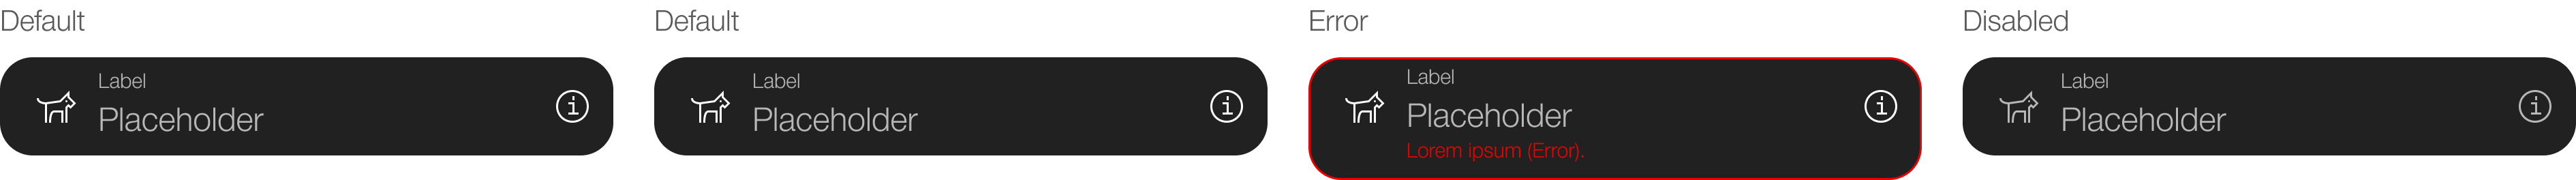 Default
Label
Placeholder
Default
Label
Placeholder
Error
Label
Placeholder
Lorem ipsum (Error).
Disabled
Label
Placeholder